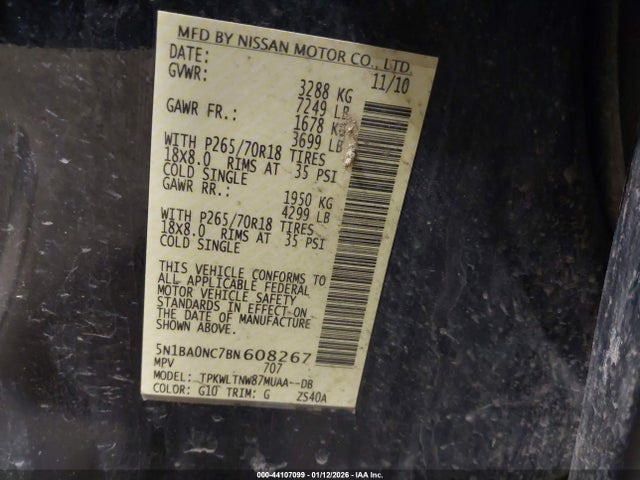 MFD BY NISSAN MOTOR CO., LTD.
DATE: 11/10
GVWR: 3288 KG
7249 LB
GAWR FR.: 1678 KG
3699 LB
WITH P265/70R18 TIRES
18X8.0 RIMS AT 35 PSI
COLD SINGLE
GAWR RR.: 1950 KG
4299 LB
WITH P265/70R18 TIRES
18X8.0 RIMS AT 35 PSI
COLD SINGLE
THIS VEHICLE CONFORMS TO
ALL APPLICABLE FEDERAL
MOTOR VEHICLE SAFETY
STANDARDS IN EFFECT ON
THE DATE OF MANUFACTURE
SHOWN ABOVE.
5N1BA0NC7BN608267
MPV 707
MODEL: TPKWLTNW87MUAA--DB
COLOR: G10 TRIM: G ZS40A
000-44107099 - 01/12/2026 - IAA Inc.